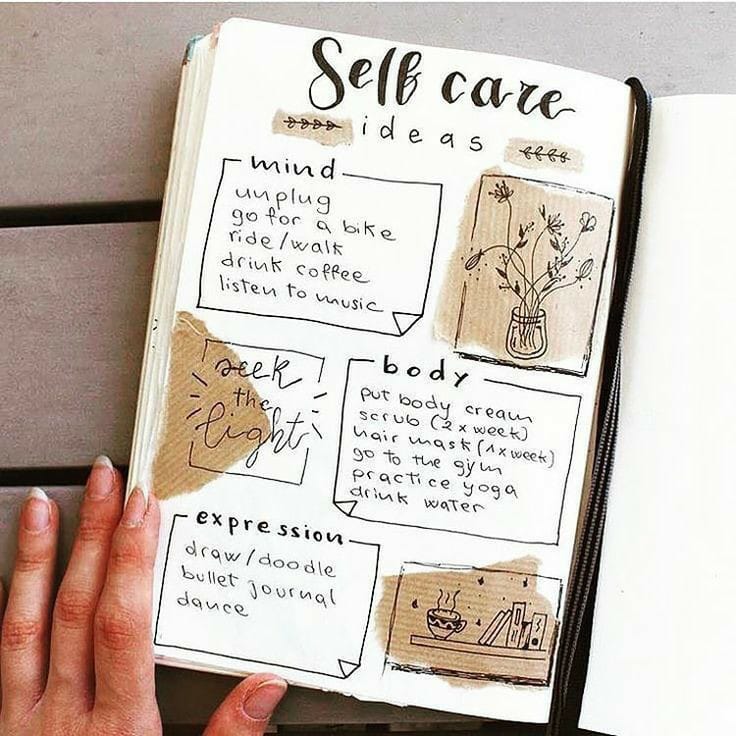 Self care
ideas
mind
unplug
go for a bike
ride/walk
drink coffee
listen to music
seek
the
light
body
put body cream
scrub (2 x week)
hair mask (1 x week)
go to the gym
practice yoga
drink water
expression
draw/doodle
bullet journal
dance